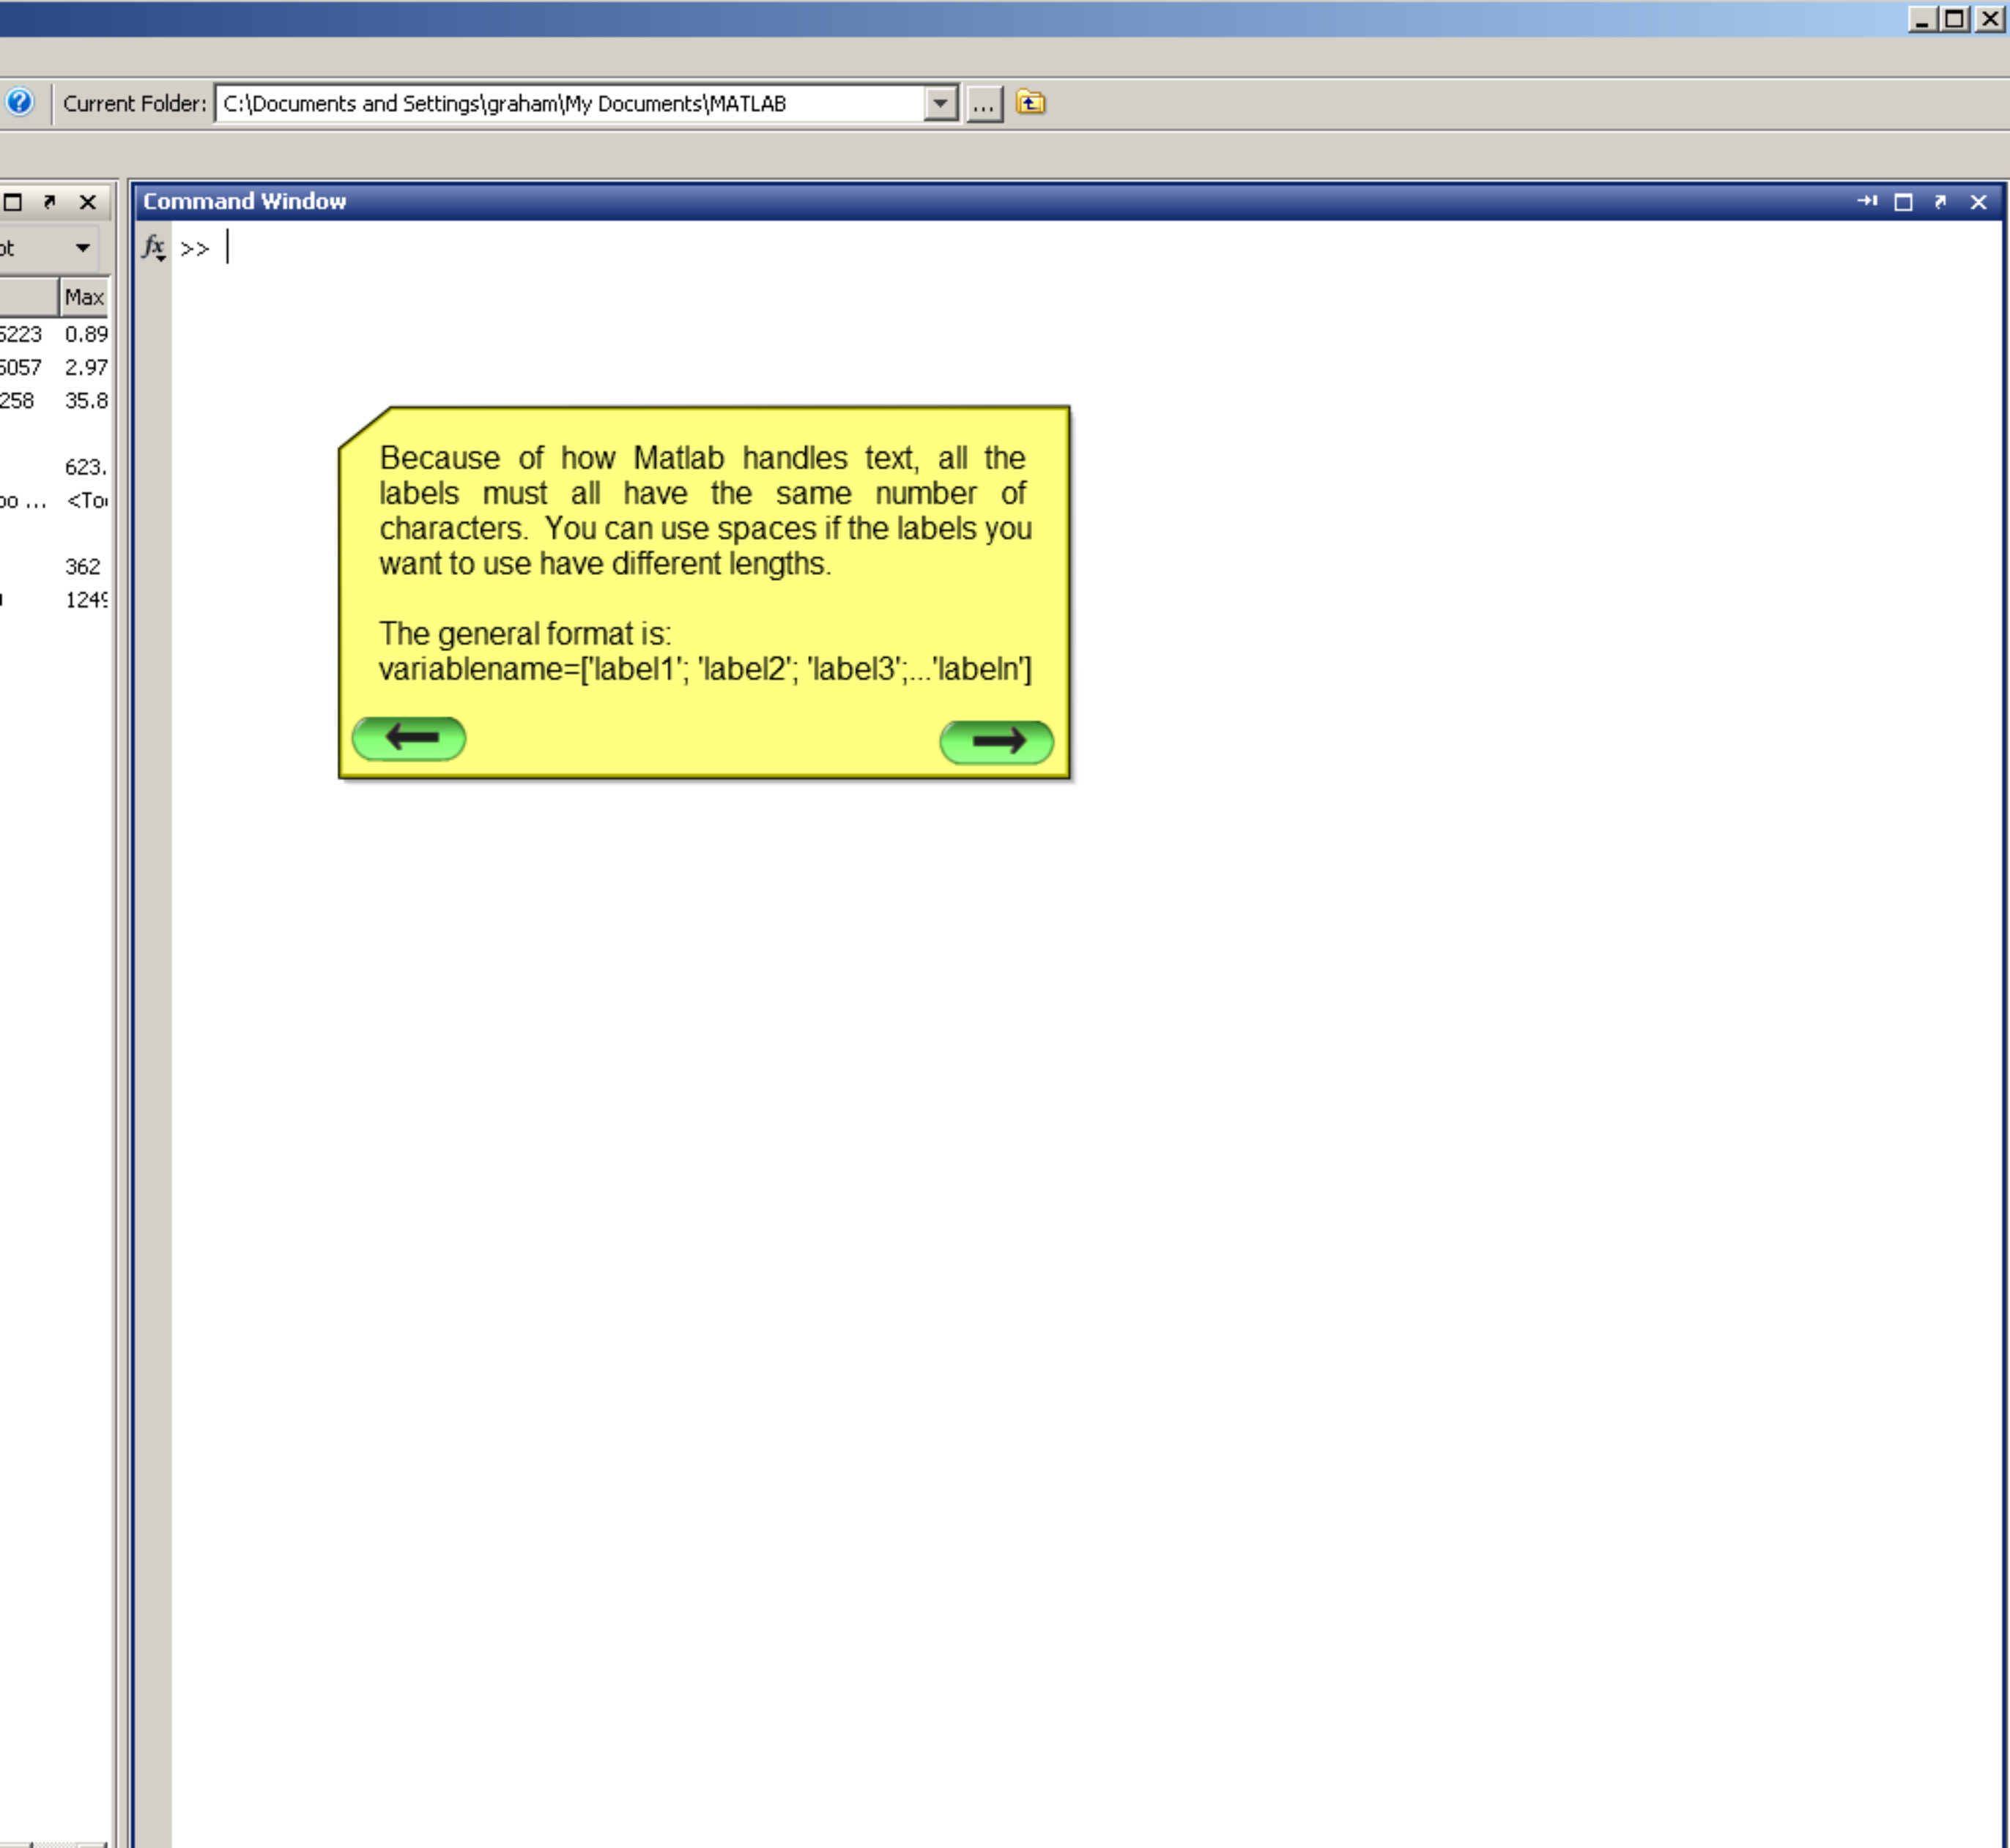 Current Folder: C:\Documents and Settings\graham\My Documents\MATLAB
Command Window
>>
Max
0.89
2.97
258 35.8
623.
362
Because of how Matlab handles text, all the
labels must all have the same number of
characters. You can use spaces if the labels you
want to use have different lengths.
The general format is:
variablename=['label1'; 'label2'; 'label3';...'labeln']